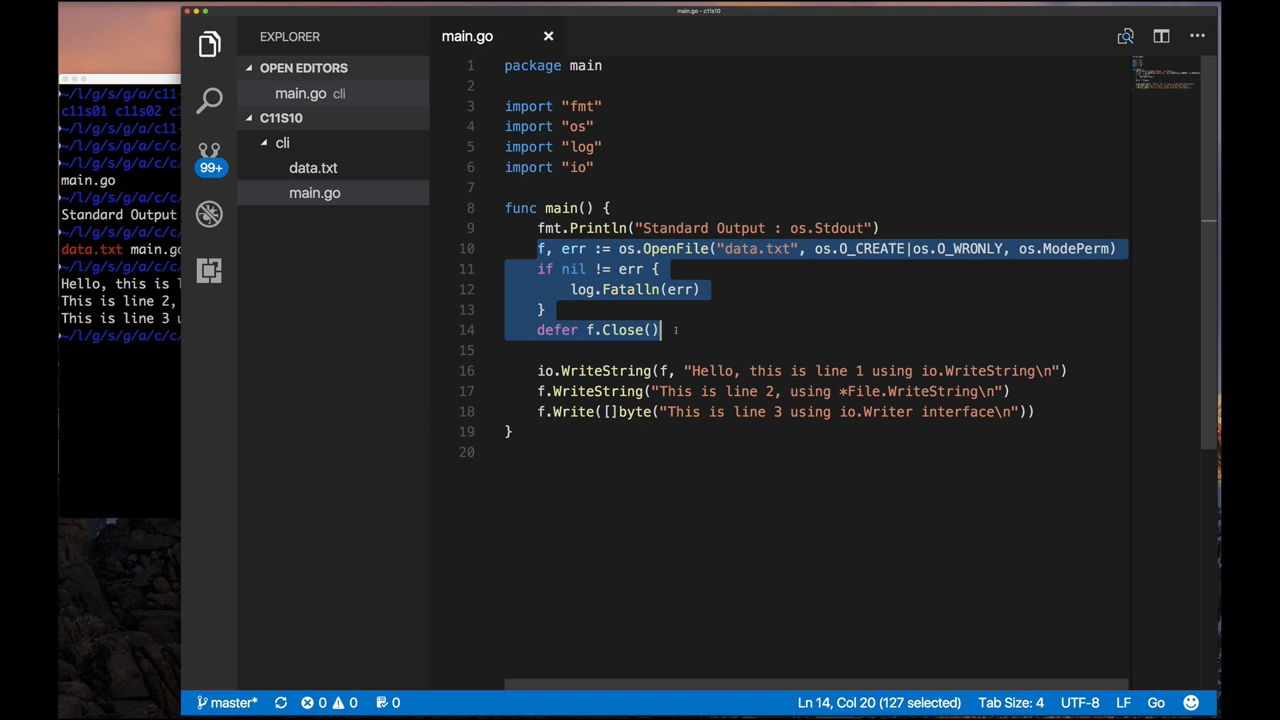 main.go - c11s10
EXPLORER
OPEN EDITORS
main.go cli
C11S10
cli
data.txt
main.go
99+
~/l/g/s/g/a/c11-
c11s01 c11s02 c
~/l/g/s/g/a/c11-
~/l/g/s/g/a/c/c/
~/l/g/s/g/a/c/c/
main.go
~/l/g/s/g/a/c/c/
Standard Output
~/l/g/s/g/a/c/c/
data.txt main.go
~/l/g/s/g/a/c/c/
Hello, this is l
This is line 2,
This is line 3 u
~/l/g/s/g/a/c/c/
main.go
1 package main
2
3 import "fmt"
4 import "os"
5 import "log"
6 import "io"
7
8 func main() {
9 fmt.Println("Standard Output : os.Stdout")
10 f, err := os.OpenFile("data.txt", os.O_CREATE|os.O_WRONLY, os.ModePerm)
11 if nil != err {
12 log.Fatalln(err)
13 }
14 defer f.Close()
15
16 io.WriteString(f, "Hello, this is line 1 using io.WriteString\n")
17 f.WriteString("This is line 2, using *File.WriteString\n")
18 f.Write([]byte("This is line 3 using io.Writer interface\n"))
19 }
20
master* 0 0 0 Ln 14, Col 20 (127 selected) Tab Size: 4 UTF-8 LF Go